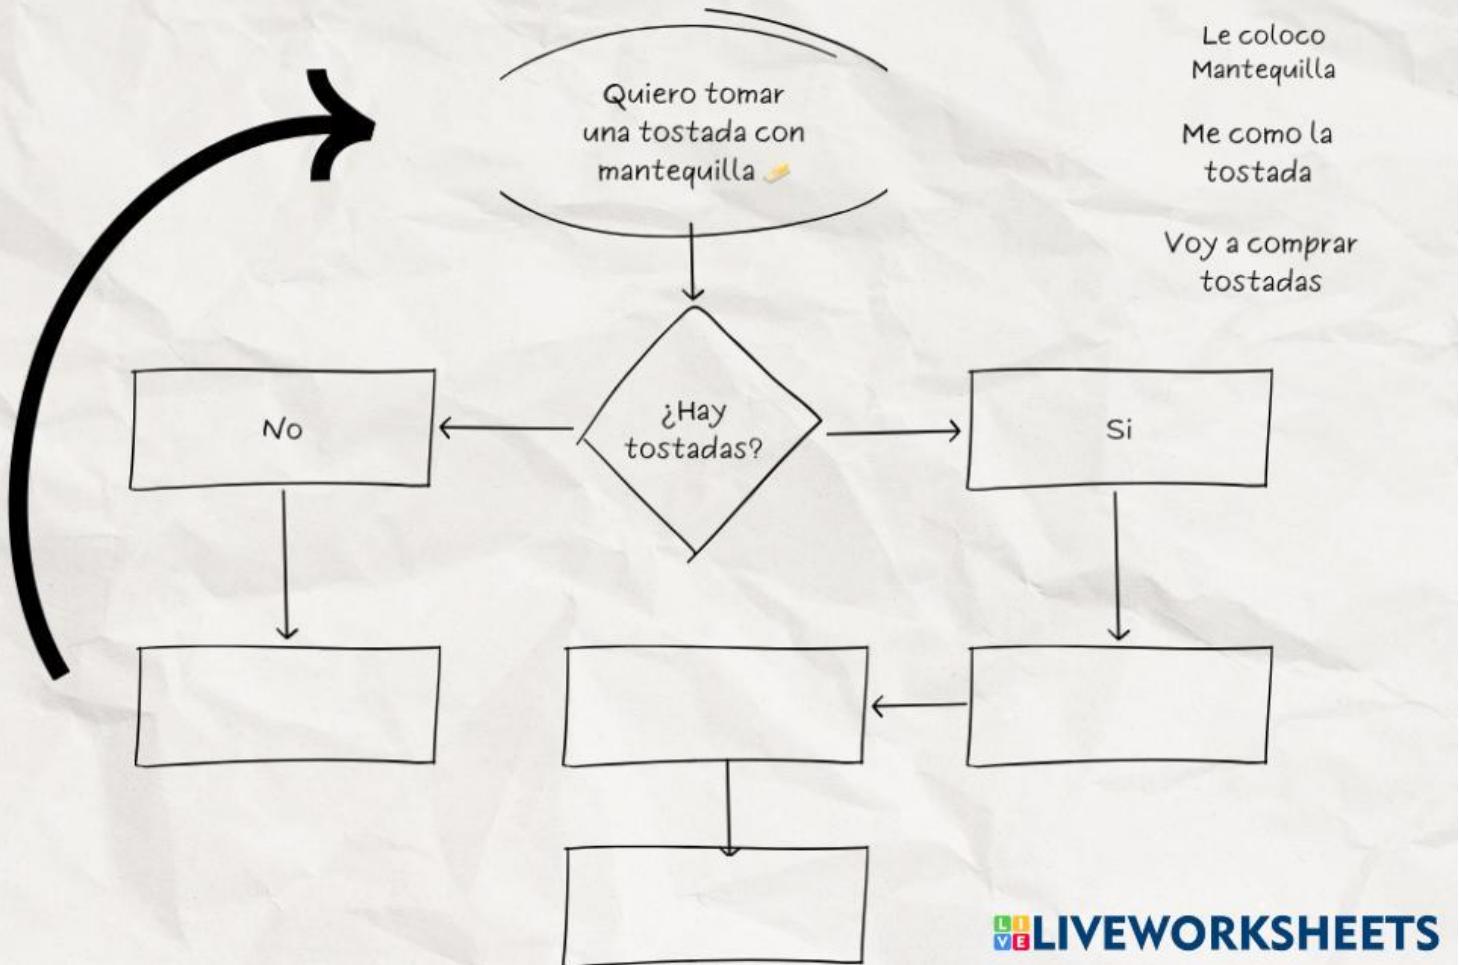 Quiero tomar
una tostada con
mantequilla
Le coloco
Mantequilla
Me como la
tostada
Voy a comprar
tostadas
No
¿Hay
tostadas?
Si
LIVE LIVEWORKSHEETS